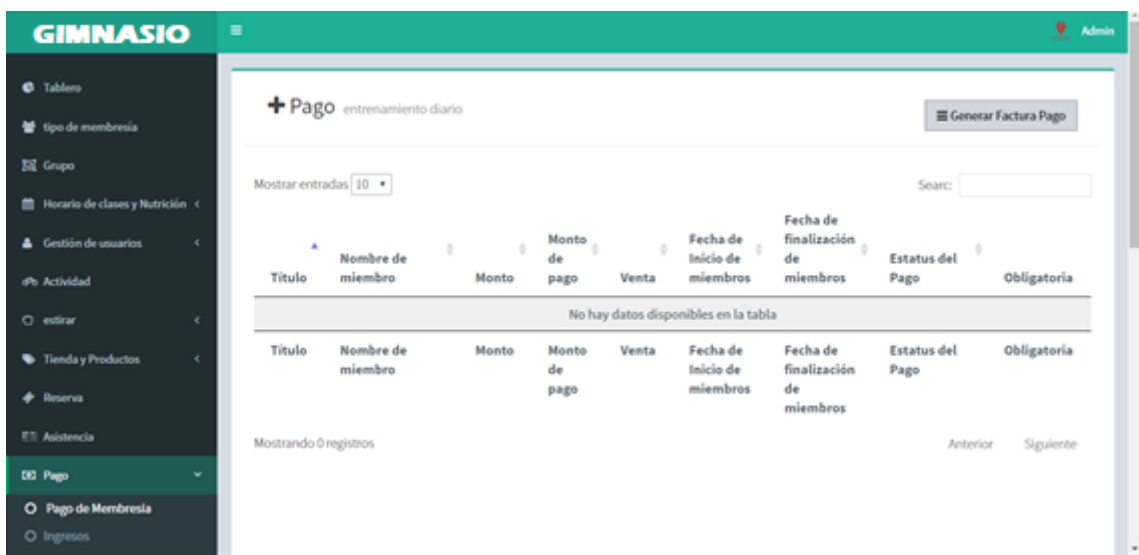 GIMNASIO
Admin
Tablero
tipo de membresía
Grupo
Horario de clases y Nutrición
Gestión de usuarios
Actividad
estirar
Tienda y Productos
Reserva
Asistencia
Pago
Pago de Membresía
Ingresos
Pago entrenamiento diario
Generar Factura Pago
Mostrar entradas 10
Searc:
Título
Nombre de
miembro
Monto
Monto
de
pago
Venta
Fecha de
Inicio de
miembros
Fecha de
finalización
de
miembros
Estatus del
Pago
Obligatoria
No hay datos disponibles en la tabla
Título
Nombre de
miembro
Monto
Monto
de
pago
Venta
Fecha de
Inicio de
miembros
Fecha de
finalización
de
miembros
Estatus del
Pago
Obligatoria
Mostrando 0 registros
Anterior
Siguiente